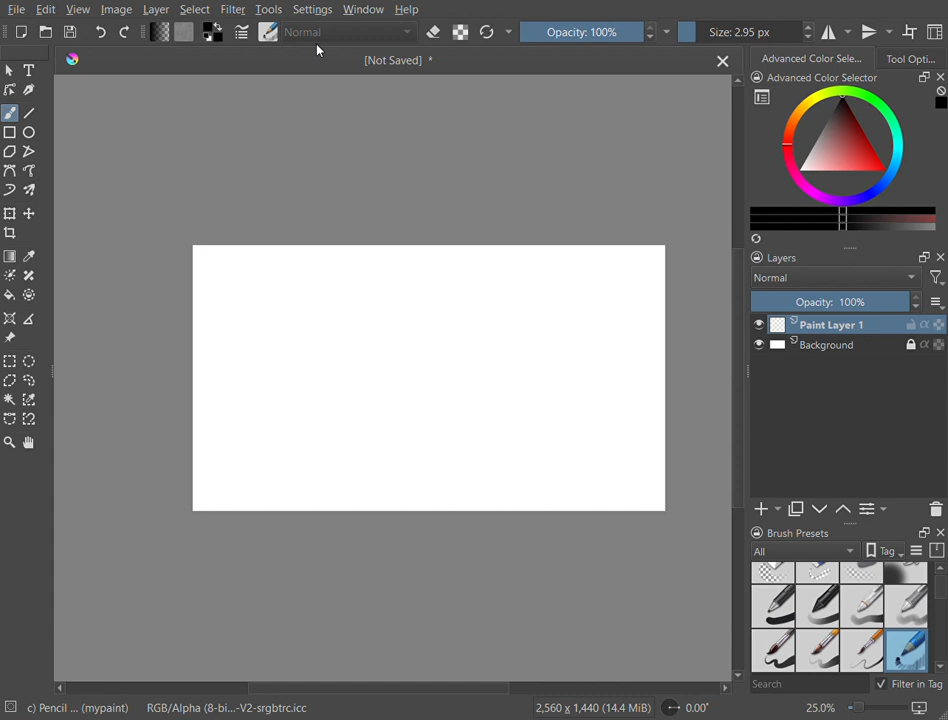 File Edit View Image Layer Select Filter Tools Settings Window Help
Normal Opacity: 100% Size: 2.95 px
[Not Saved] *
Advanced Color Sele... Tool Opti...
Advanced Color Selector
Layers
Normal
Opacity: 100%
Paint Layer 1
Background
Brush Presets
All Tag
Search Filter in Tag
c) Pencil ... (mypaint) RGB/Alpha (8-bi...-V2-srgbtrc.icc 2,560 x 1,440 (14.4 MiB) 0.00° 25.0%